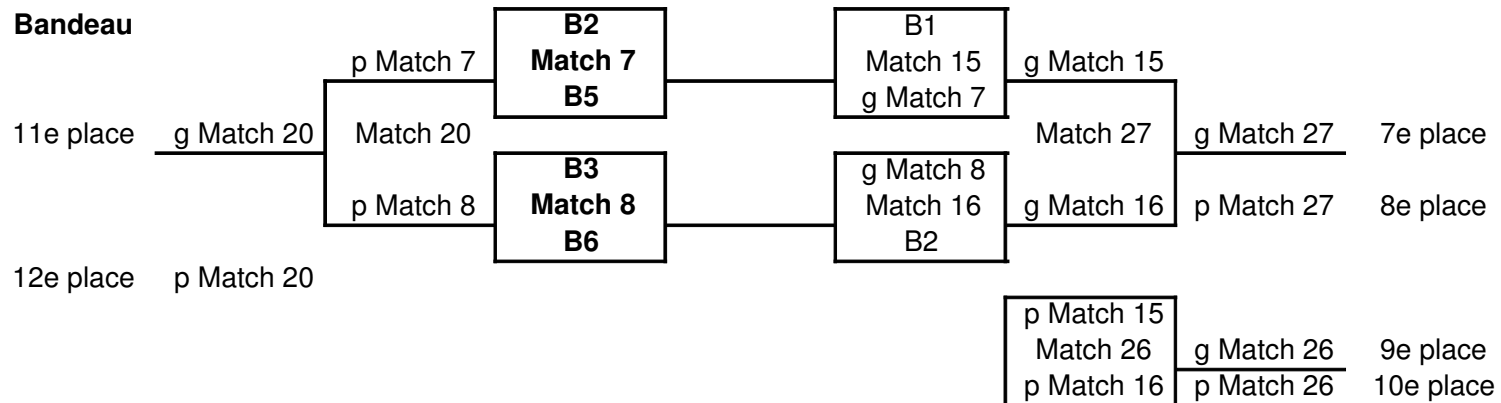 Bandeau B2 B1
p Match 7 Match 7 Match 15 g Match 15
B5 g Match 7
11e place g Match 20 Match 20 Match 27 g Match 27 7e place
B3 g Match 8
p Match 8 Match 8 Match 16 g Match 16 p Match 27 8e place
B6 B2
12e place p Match 20
p Match 15
Match 26 g Match 26 9e place
p Match 16 p Match 26 10e place